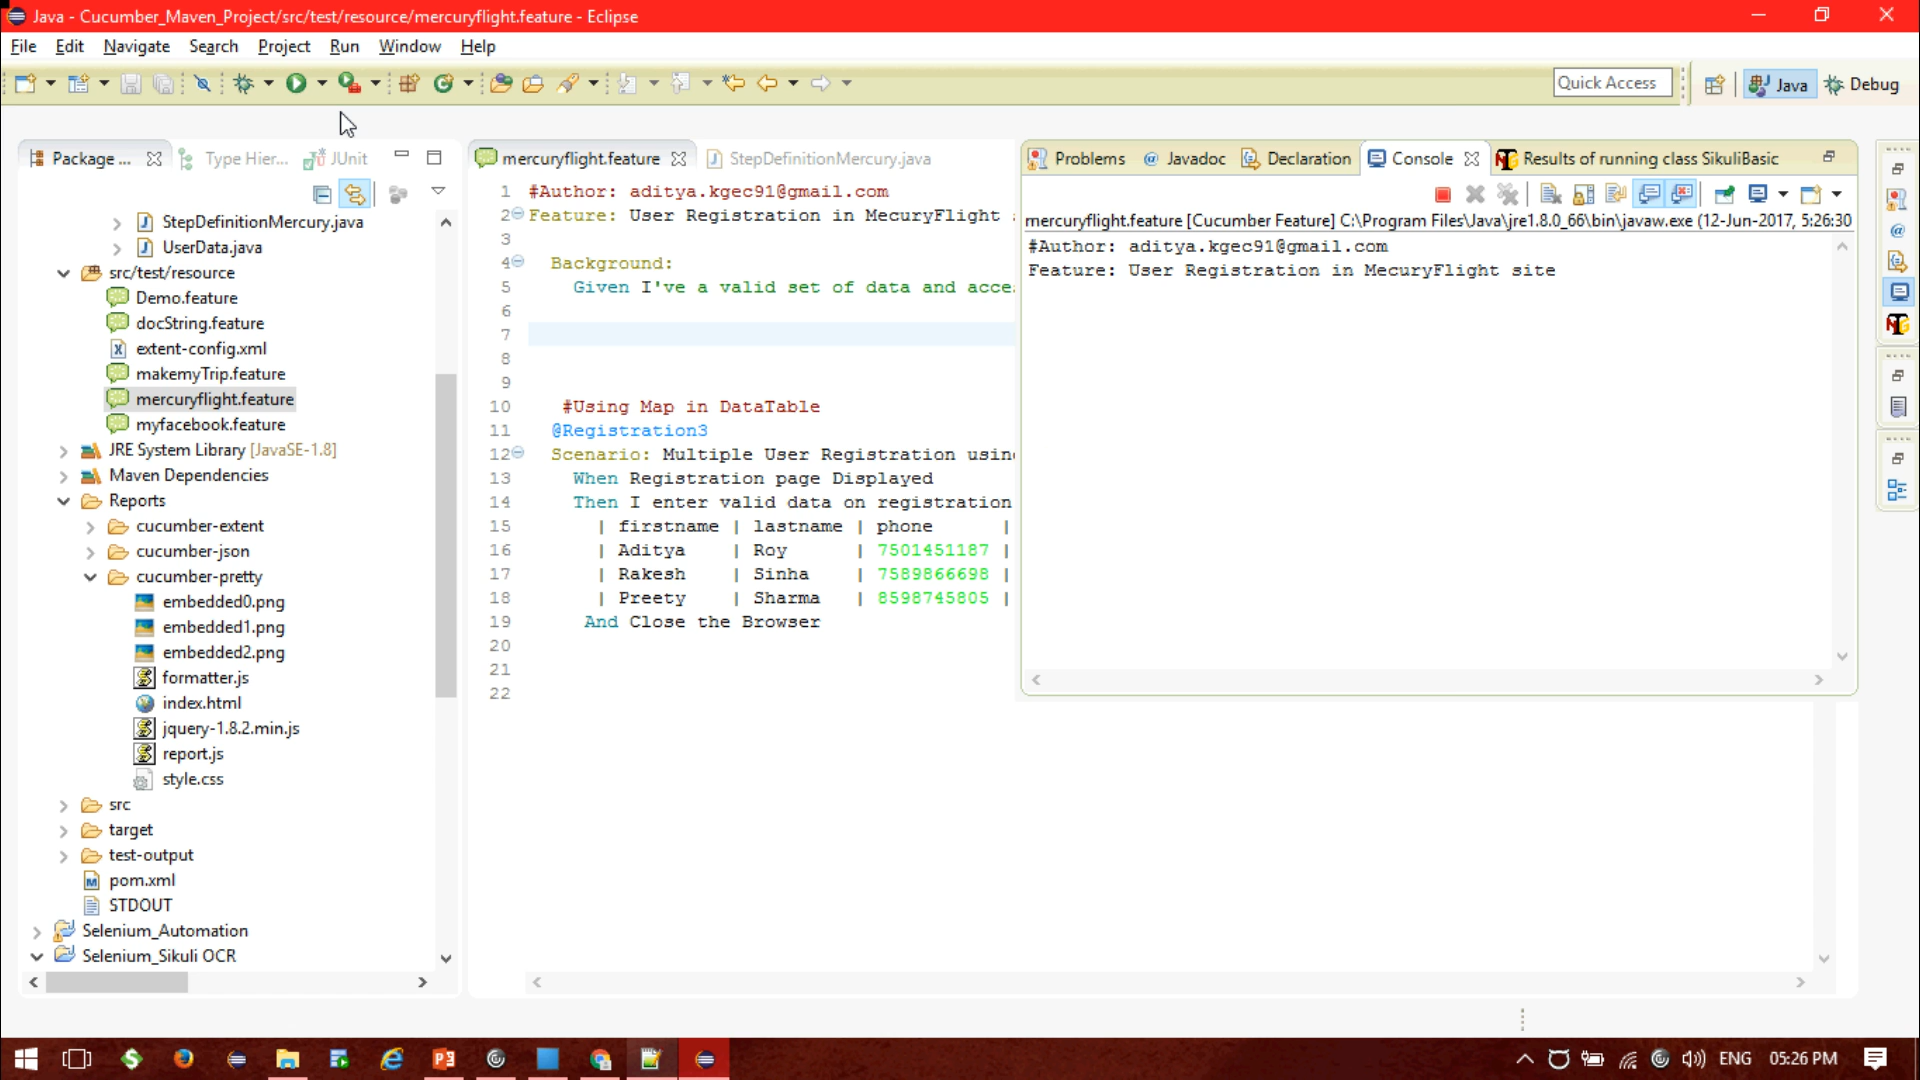 Java - Cucumber_Maven_Project/src/test/resource/mercuryflight.feature - Eclipse
File Edit Navigate Search Project Run Window Help
Quick Access
Java
Debug
Package ...
Type Hier...
JUnit
StepDefinitionMercury.java
UserData.java
src/test/resource
Demo.feature
docString.feature
extent-config.xml
makemyTrip.feature
mercuryflight.feature
myfacebook.feature
JRE System Library [JavaSE-1.8]
Maven Dependencies
Reports
cucumber-extent
cucumber-json
cucumber-pretty
embedded0.png
embedded1.png
embedded2.png
formatter.js
index.html
jquery-1.8.2.min.js
report.js
style.css
src
target
test-output
pom.xml
STDOUT
Selenium_Automation
Selenium_Sikuli OCR
mercuryflight.feature
StepDefinitionMercury.java
1 #Author: aditya.kgec91@gmail.com
2 Feature: User Registration in MecuryFlight
3
4 Background:
5 Given I've a valid set of data and acce
6
7
8
9
10 #Using Map in DataTable
11 @Registration3
12 Scenario: Multiple User Registration usin
13 When Registration page Displayed
14 Then I enter valid data on registration
15 | firstname | lastname | phone |
16 | Aditya | Roy | 7501451187 |
17 | Rakesh | Sinha | 7589866698 |
18 | Preety | Sharma | 8598745805 |
19 And Close the Browser
20
21
22
Problems
Javadoc
Declaration
Console
Results of running class SikuliBasic
mercuryflight.feature [Cucumber Feature] C:\Program Files\Java\jre1.8.0_66\bin\javaw.exe (12-Jun-2017, 5:26:30
#Author: aditya.kgec91@gmail.com
Feature: User Registration in MecuryFlight site
ENG
05:26 PM